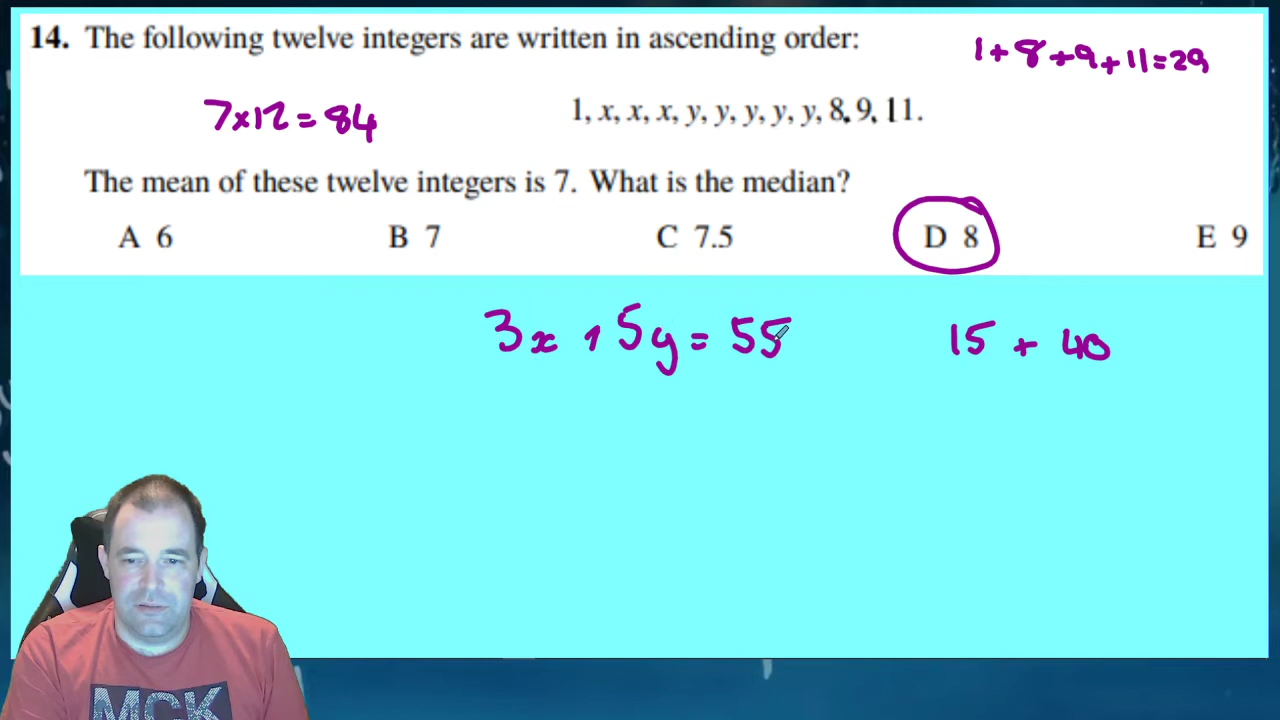 14. The following twelve integers are written in ascending order:
1+8+9+11=29
7x12=84
1, x, x, x, y, y, y, y, y, 8, 9, 11.
The mean of these twelve integers is 7. What is the median?
A 6 B 7 C 7.5 D 8 E 9
3x + 5y = 55 15 + 40
MCK